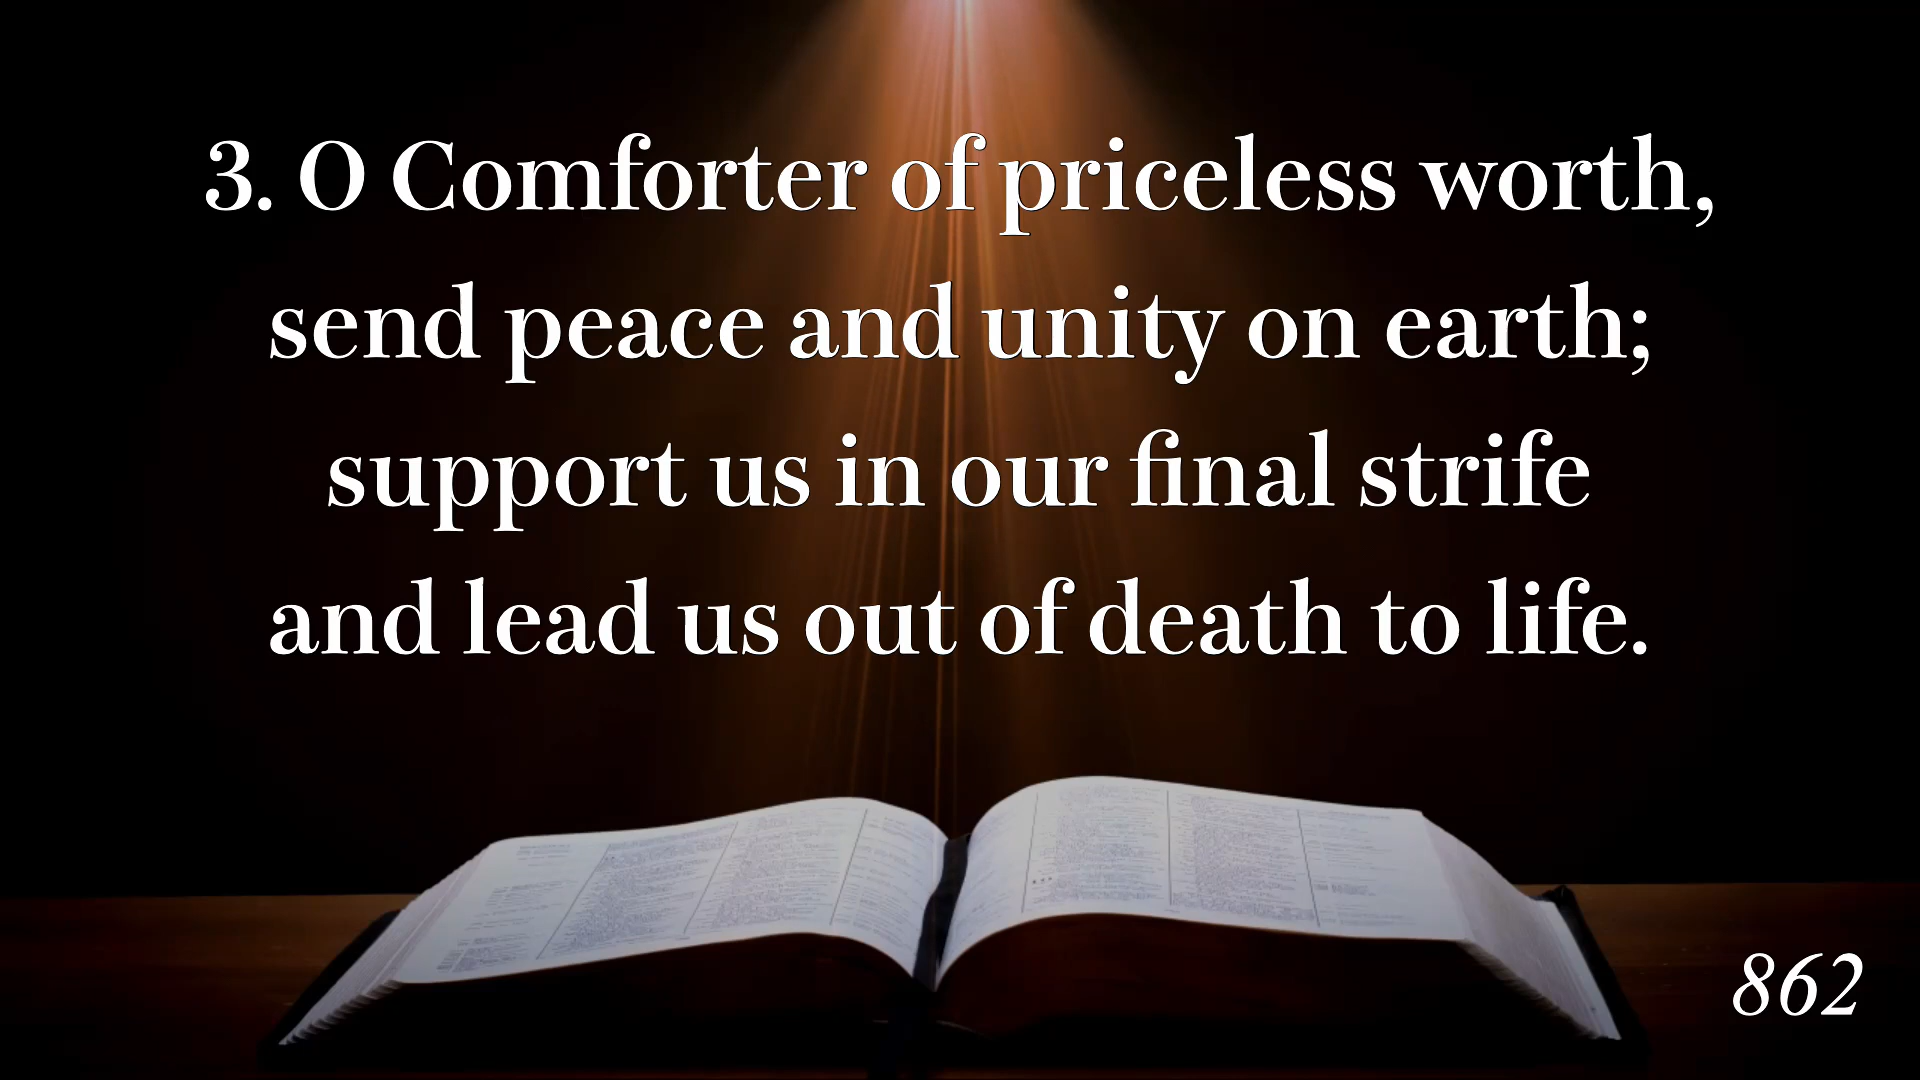 3. O Comforter of priceless worth,
send peace and unity on earth;
support us in our final strife
and lead us out of death to life.
862